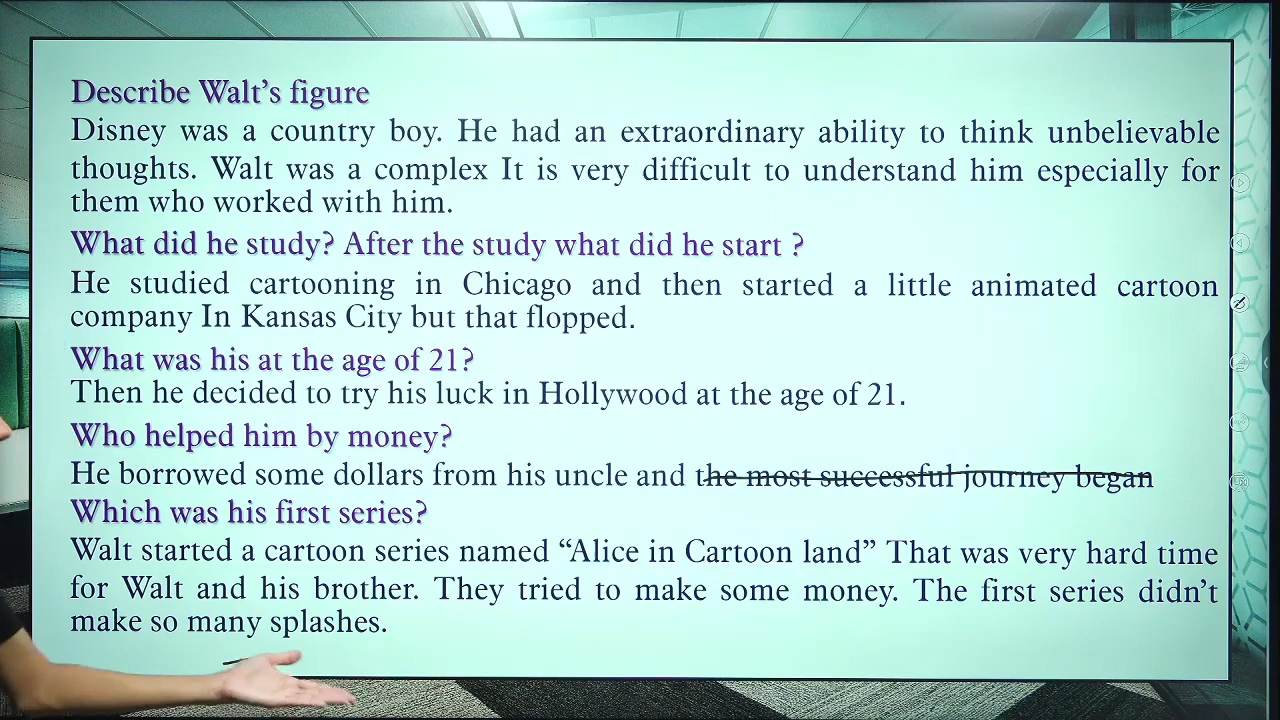 Describe Walt's figure
Disney was a country boy. He had an extraordinary ability to think unbelievable
thoughts. Walt was a complex It is very difficult to understand him especially for
them who worked with him.
What did he study? After the study what did he start ?
He studied cartooning in Chicago and then started a little animated cartoon
company In Kansas City but that flopped.
What was his at the age of 21?
Then he decided to try his luck in Hollywood at the age of 21.
Who helped him by money?
He borrowed some dollars from his uncle and the most successful journey began
Which was his first series?
Walt started a cartoon series named “Alice in Cartoon land” That was very hard time
for Walt and his brother. They tried to make some money. The first series didn't
make so many splashes.